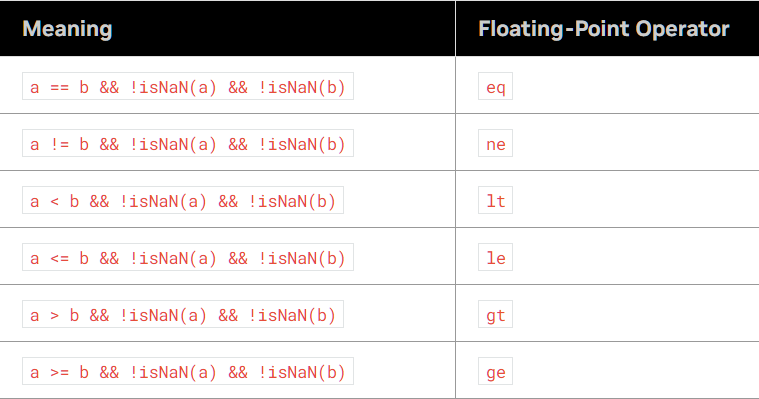 Meaning Floating-Point Operator
a == b && !isNaN(a) && !isNaN(b) eq
a != b && !isNaN(a) && !isNaN(b) ne
a < b && !isNaN(a) && !isNaN(b) lt
a <= b && !isNaN(a) && !isNaN(b) le
a > b && !isNaN(a) && !isNaN(b) gt
a >= b && !isNaN(a) && !isNaN(b) ge